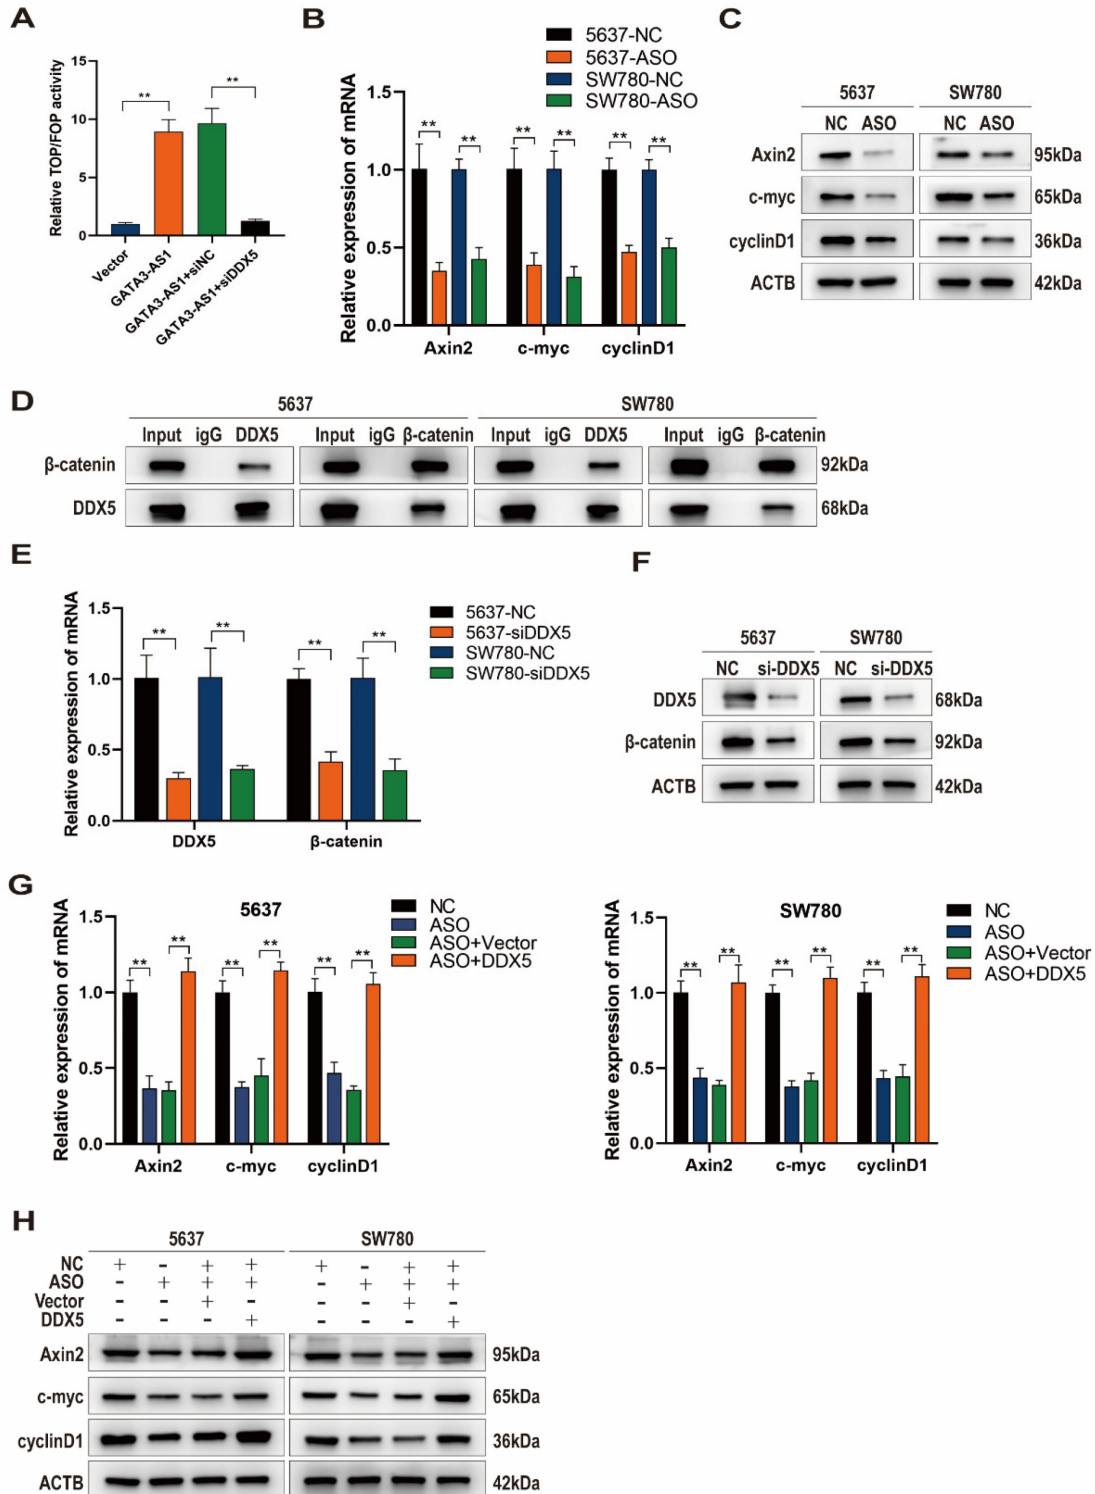 A
Relative TOP/FOP activity
15
10
5
0
**
**
Vector
GATA3-AS1
GATA3-AS1+siNC
GATA3-AS1+siDDX5
B
5637-NC
5637-ASO
SW780-NC
SW780-ASO
Relative expression of mRNA
1.5
1.0
0.5
0.0
** ** ** ** ** **
Axin2 c-myc cyclinD1
C
5637 SW780
NC ASO NC ASO
Axin2 95kDa
c-myc 65kDa
cyclinD1 36kDa
ACTB 42kDa
D
5637 SW780
Input igG DDX5 Input igG β-catenin Input igG DDX5 Input igG β-catenin
β-catenin 92kDa
DDX5 68kDa
E
Relative expression of mRNA
1.5
1.0
0.5
0.0
** ** ** **
DDX5 β-catenin
5637-NC
5637-siDDX5
SW780-NC
SW780-siDDX5
F
5637 SW780
NC si-DDX5 NC si-DDX5
DDX5 68kDa
β-catenin 92kDa
ACTB 42kDa
G
5637
Relative expression of mRNA
1.5
1.0
0.5
0.0
** ** ** ** ** **
Axin2 c-myc cyclinD1
NC
ASO
ASO+Vector
ASO+DDX5
SW780
Relative expression of mRNA
1.5
1.0
0.5
0.0
** ** ** ** ** **
Axin2 c-myc cyclinD1
NC
ASO
ASO+Vector
ASO+DDX5
H
5637 SW780
NC + - + + + - + +
ASO - + + + - + + +
Vector - - + - - - + -
DDX5 - - - + - - - +
Axin2 95kDa
c-myc 65kDa
cyclinD1 36kDa
ACTB 42kDa